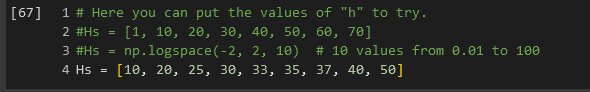 [67] 1 # Here you can put the values of "h" to try.
2 #Hs = [1, 10, 20, 30, 40, 50, 60, 70]
3 #Hs = np.logspace(-2, 2, 10)  # 10 values from 0.01 to 100
4 Hs = [10, 20, 25, 30, 33, 35, 37, 40, 50]